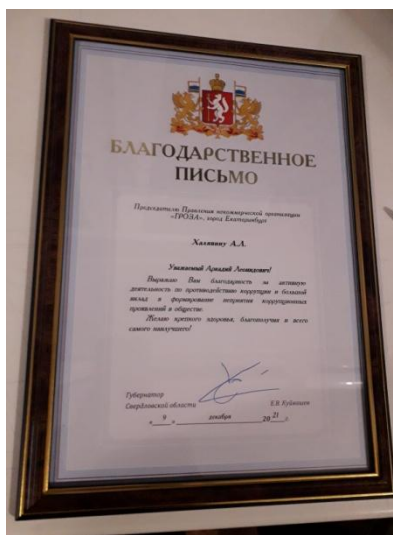 БЛАГОДАРСТВЕННОЕ
ПИСЬМО
Председателю Правления некоммерческой организации
«ГРОЗА», город Екатеринбург
Халявину А.Л.
Уважаемый Аркадий Леонидович!
Выражаю Вам благодарность за активную
деятельность по противодействию коррупции и большой
вклад в формирование неприятия коррупционных
проявлений в обществе.
Желаю крепкого здоровья, благополучия и всего
самого наилучшего!
Губернатор
Свердловской области Е.В. Куйвашев
« 9 » декабря 20 21 г.